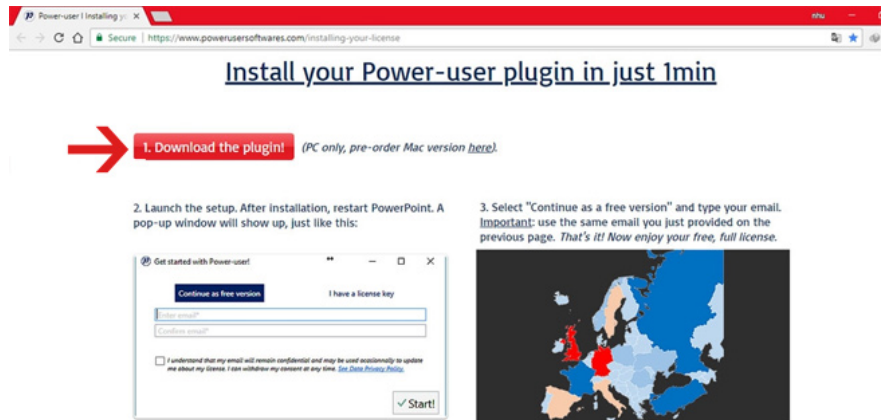 Power-user I Installing yo
nhu
Secure | https://www.powerusersoftwares.com/installing-your-license
Install your Power-user plugin in just 1min
1. Download the plugin! (PC only, pre-order Mac version here).
2. Launch the setup. After installation, restart PowerPoint. A
pop-up window will show up, just like this:
3. Select "Continue as a free version" and type your email.
Important: use the same email you just provided on the
previous page. That's it! Now enjoy your free, full license.
Get started with Power-user!
Continue as free version
I have a license key
Enter email*
Confirm email*
I understand that my email will remain confidential and may be used occasionnally to update
me about my license. I can withdraw my consent at any time. See Data Privacy Policy.
Start!